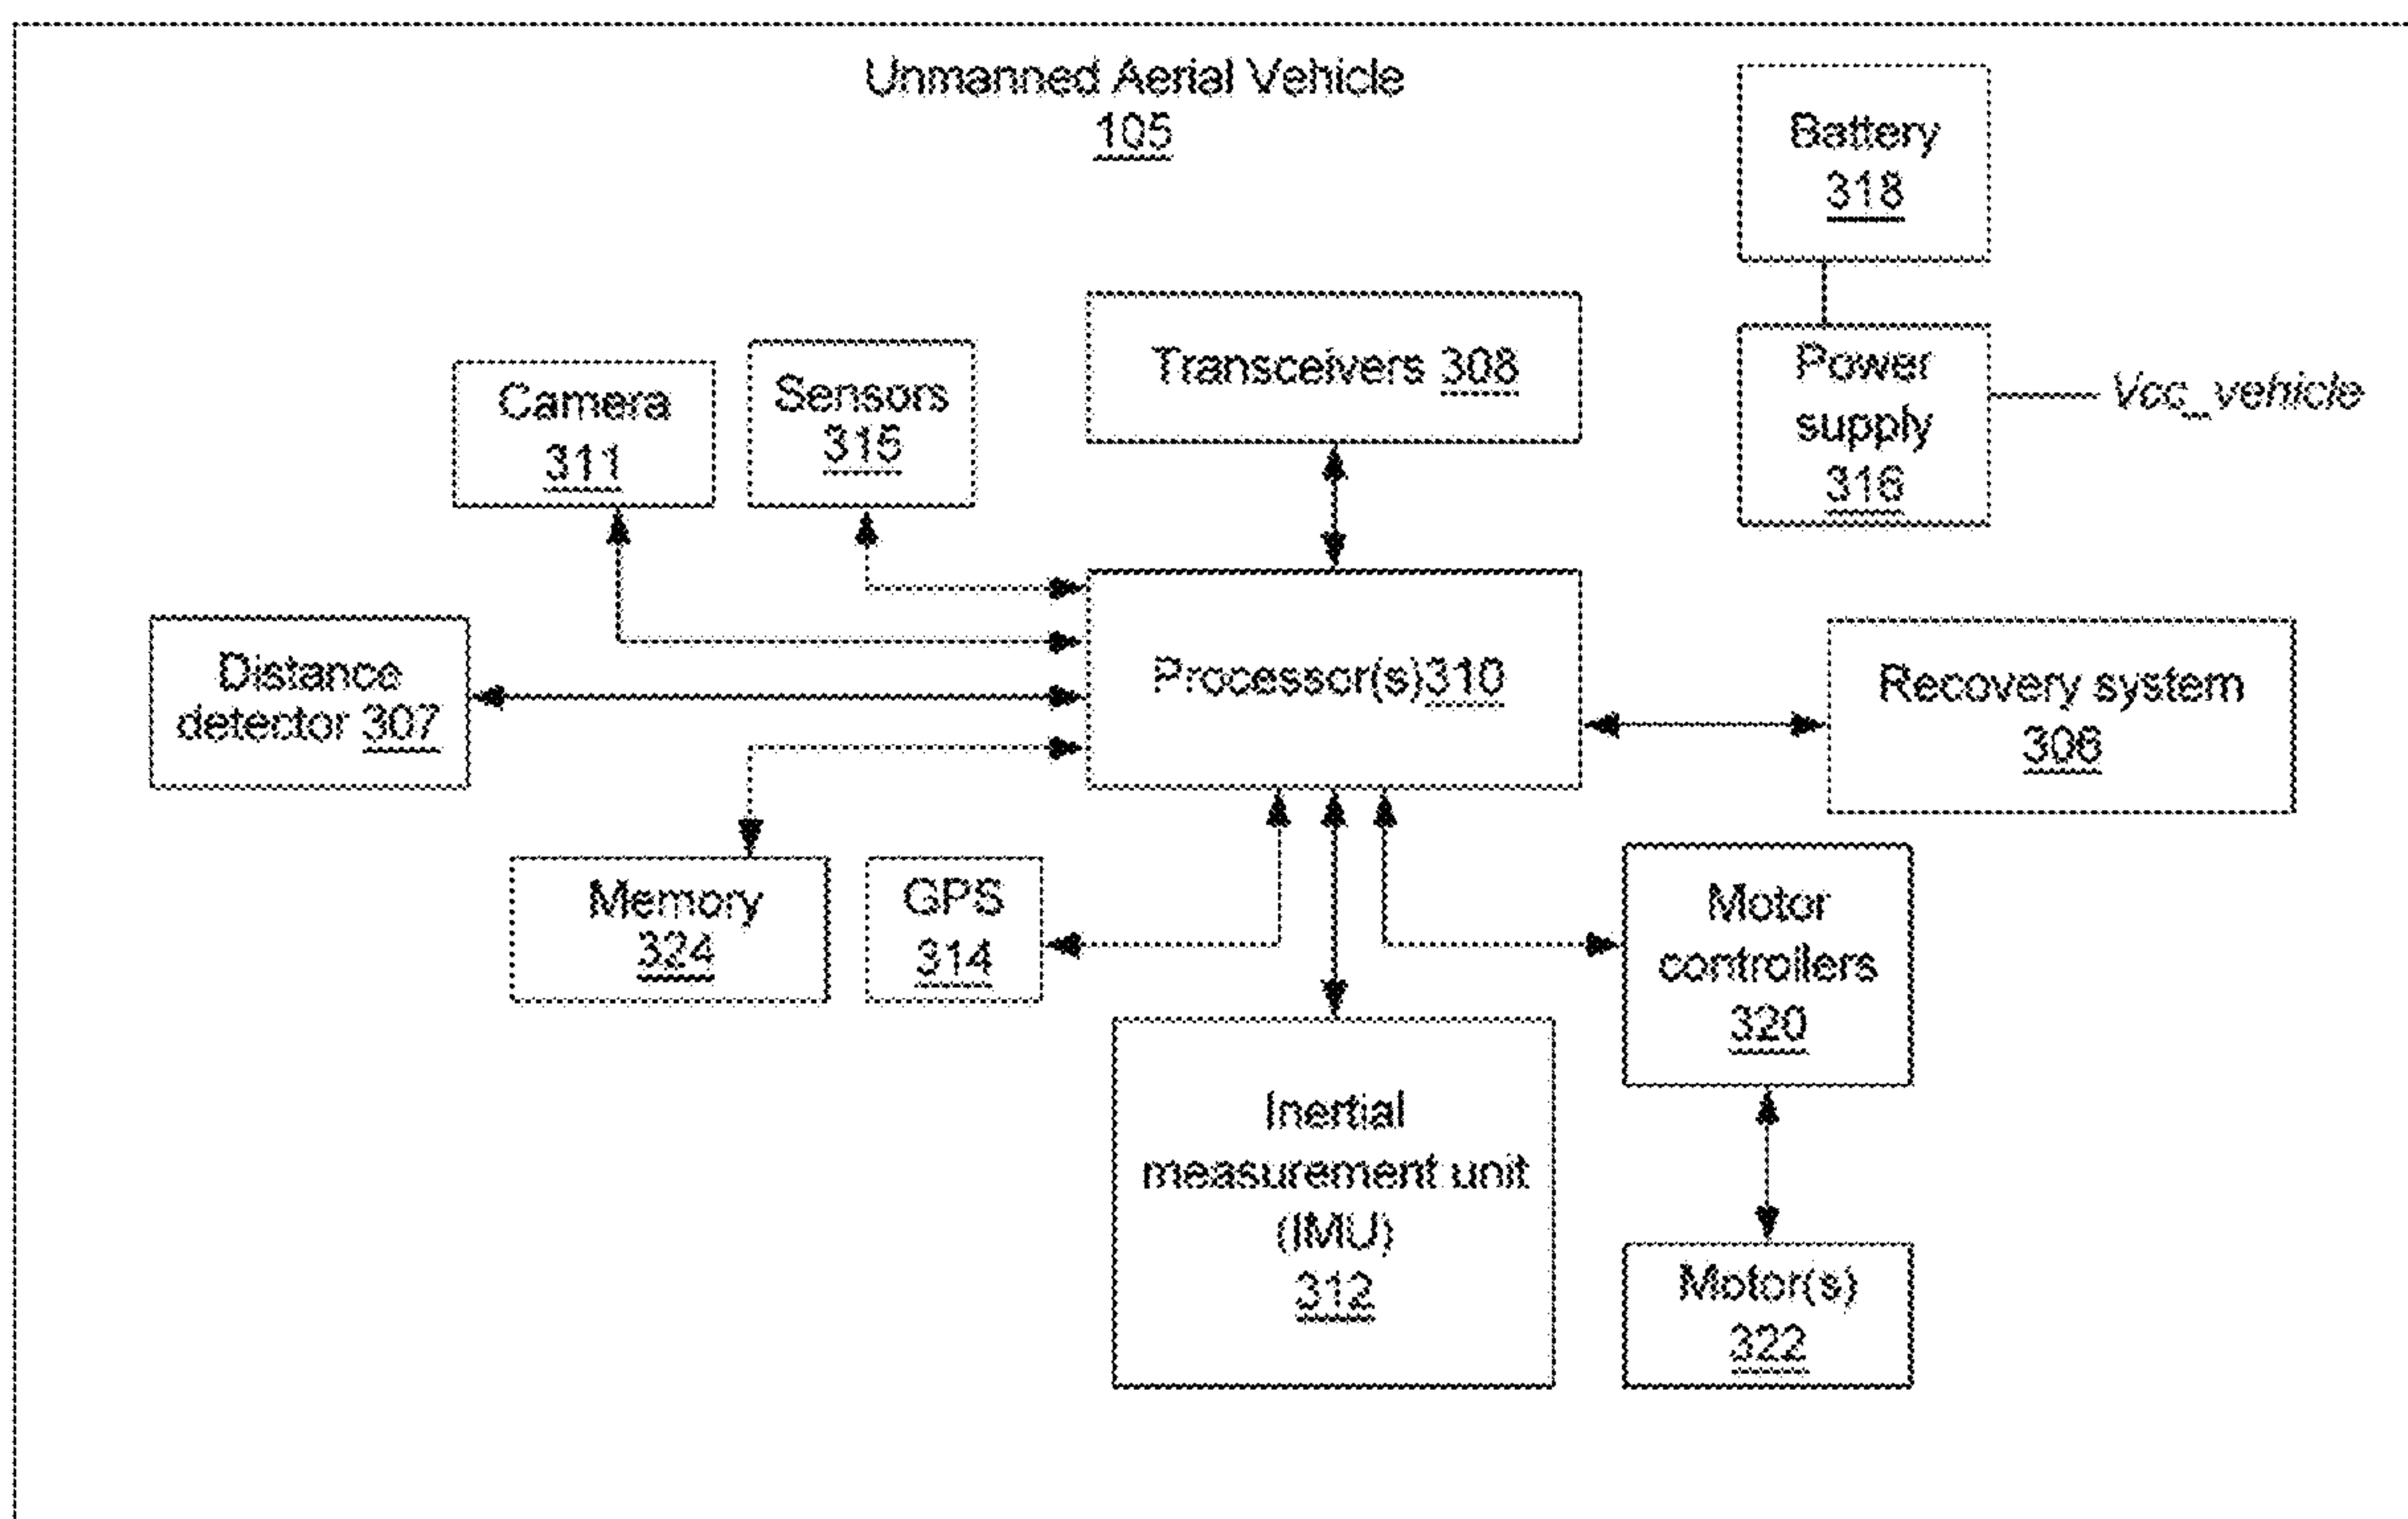 Unmanned Aerial Vehicle
105
Battery
318
Transceivers 308
Power
supply
316
Vcc_vehicle
Camera
311
Sensors
315
Distance
detector 307
Processor(s)310
Recovery system
306
Memory
324
GPS
314
Motor
controllers
320
Inertial
measurement unit
(IMU)
312
Motor(s)
322